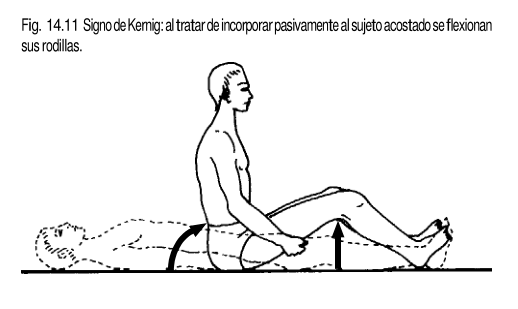 Fig. 14.11 Signo de Kernig: al tratar de incorporar pasivamente al sujeto acostado se flexionan
sus rodillas.